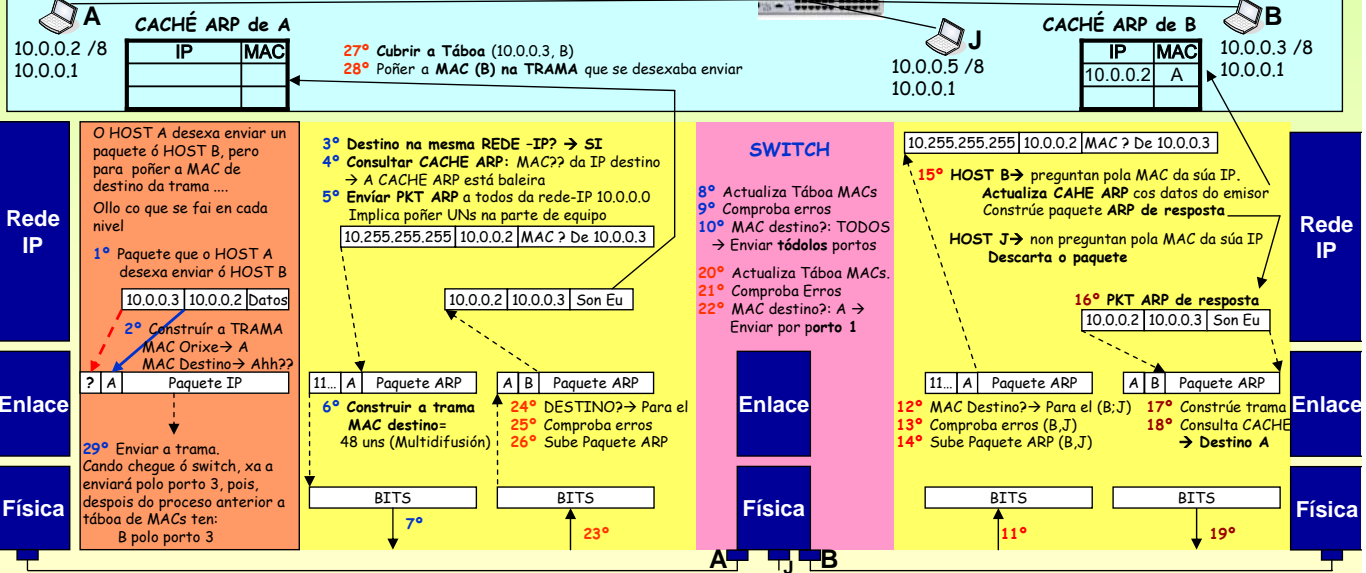 A
10.0.0.2 /8
10.0.0.1
CACHÉ ARP de A
IP MAC
27º Cubrir a Táboa (10.0.0.3, B)
28º Poñer a MAC (B) na TRAMA que se desexaba enviar
J
10.0.0.5 /8
10.0.0.1
CACHÉ ARP de B
IP MAC
10.0.0.2 A
B
10.0.0.3 /8
10.0.0.1
Rede
IP
Enlace
Física
O HOST A desexa enviar un
paquete ó HOST B, pero
para poñer a MAC de
destino da trama ....
Ollo co que se fai en cada
nivel
1º Paquete que o HOST A
desexa enviar ó HOST B
10.0.0.3 10.0.0.2 Datos
2º Construír a TRAMA
MAC Orixe→ A
MAC Destino→ Ahh??
? A Paquete IP
29º Enviar a trama.
Cando chegue ó switch, xa a
enviará polo porto 3, pois,
despois do proceso anterior a
táboa de MACs ten:
B polo porto 3
3º Destino na mesma REDE -IP? → SI
4º Consultar CACHE ARP: MAC?? da IP destino
→ A CACHE ARP está baleira
5º Envíar PKT ARP a todos da rede-IP 10.0.0.0
Implica poñer UNs na parte de equipo
10.255.255.255 10.0.0.2 MAC ? De 10.0.0.3
10.0.0.2 10.0.0.3 Son Eu
11... A Paquete ARP
6º Construir a trama
MAC destino=
48 uns (Multidifusión)
BITS
7º
A B Paquete ARP
24º DESTINO?→ Para el
25º Comproba erros
26º Sube Paquete ARP
BITS
23º
SWITCH
8º Actualiza Táboa MACs
9º Comproba erros
10º MAC destino?: TODOS
→ Enviar tódolos portos
20º Actualiza Táboa MACs.
21º Comproba Erros
22º MAC destino?: A →
Enviar por porto 1
Enlace
Física
A
J
B
10.255.255.255 10.0.0.2 MAC ? De 10.0.0.3
15º HOST B→ preguntan pola MAC da súa IP.
Actualiza CAHE ARP cos datos do emisor
Constrúe paquete ARP de resposta
HOST J→ non preguntan pola MAC da súa IP
Descarta o paquete
16º PKT ARP de resposta
10.0.0.2 10.0.0.3 Son Eu
11... A Paquete ARP
12º MAC Destino?→ Para el (B;J)
13º Comproba erros (B,J)
14º Sube Paquete ARP (B,J)
BITS
11º
A B Paquete ARP
17º Constrúe trama
18º Consulta CACHE
→ Destino A
BITS
19º
Rede
IP
Enlace
Física